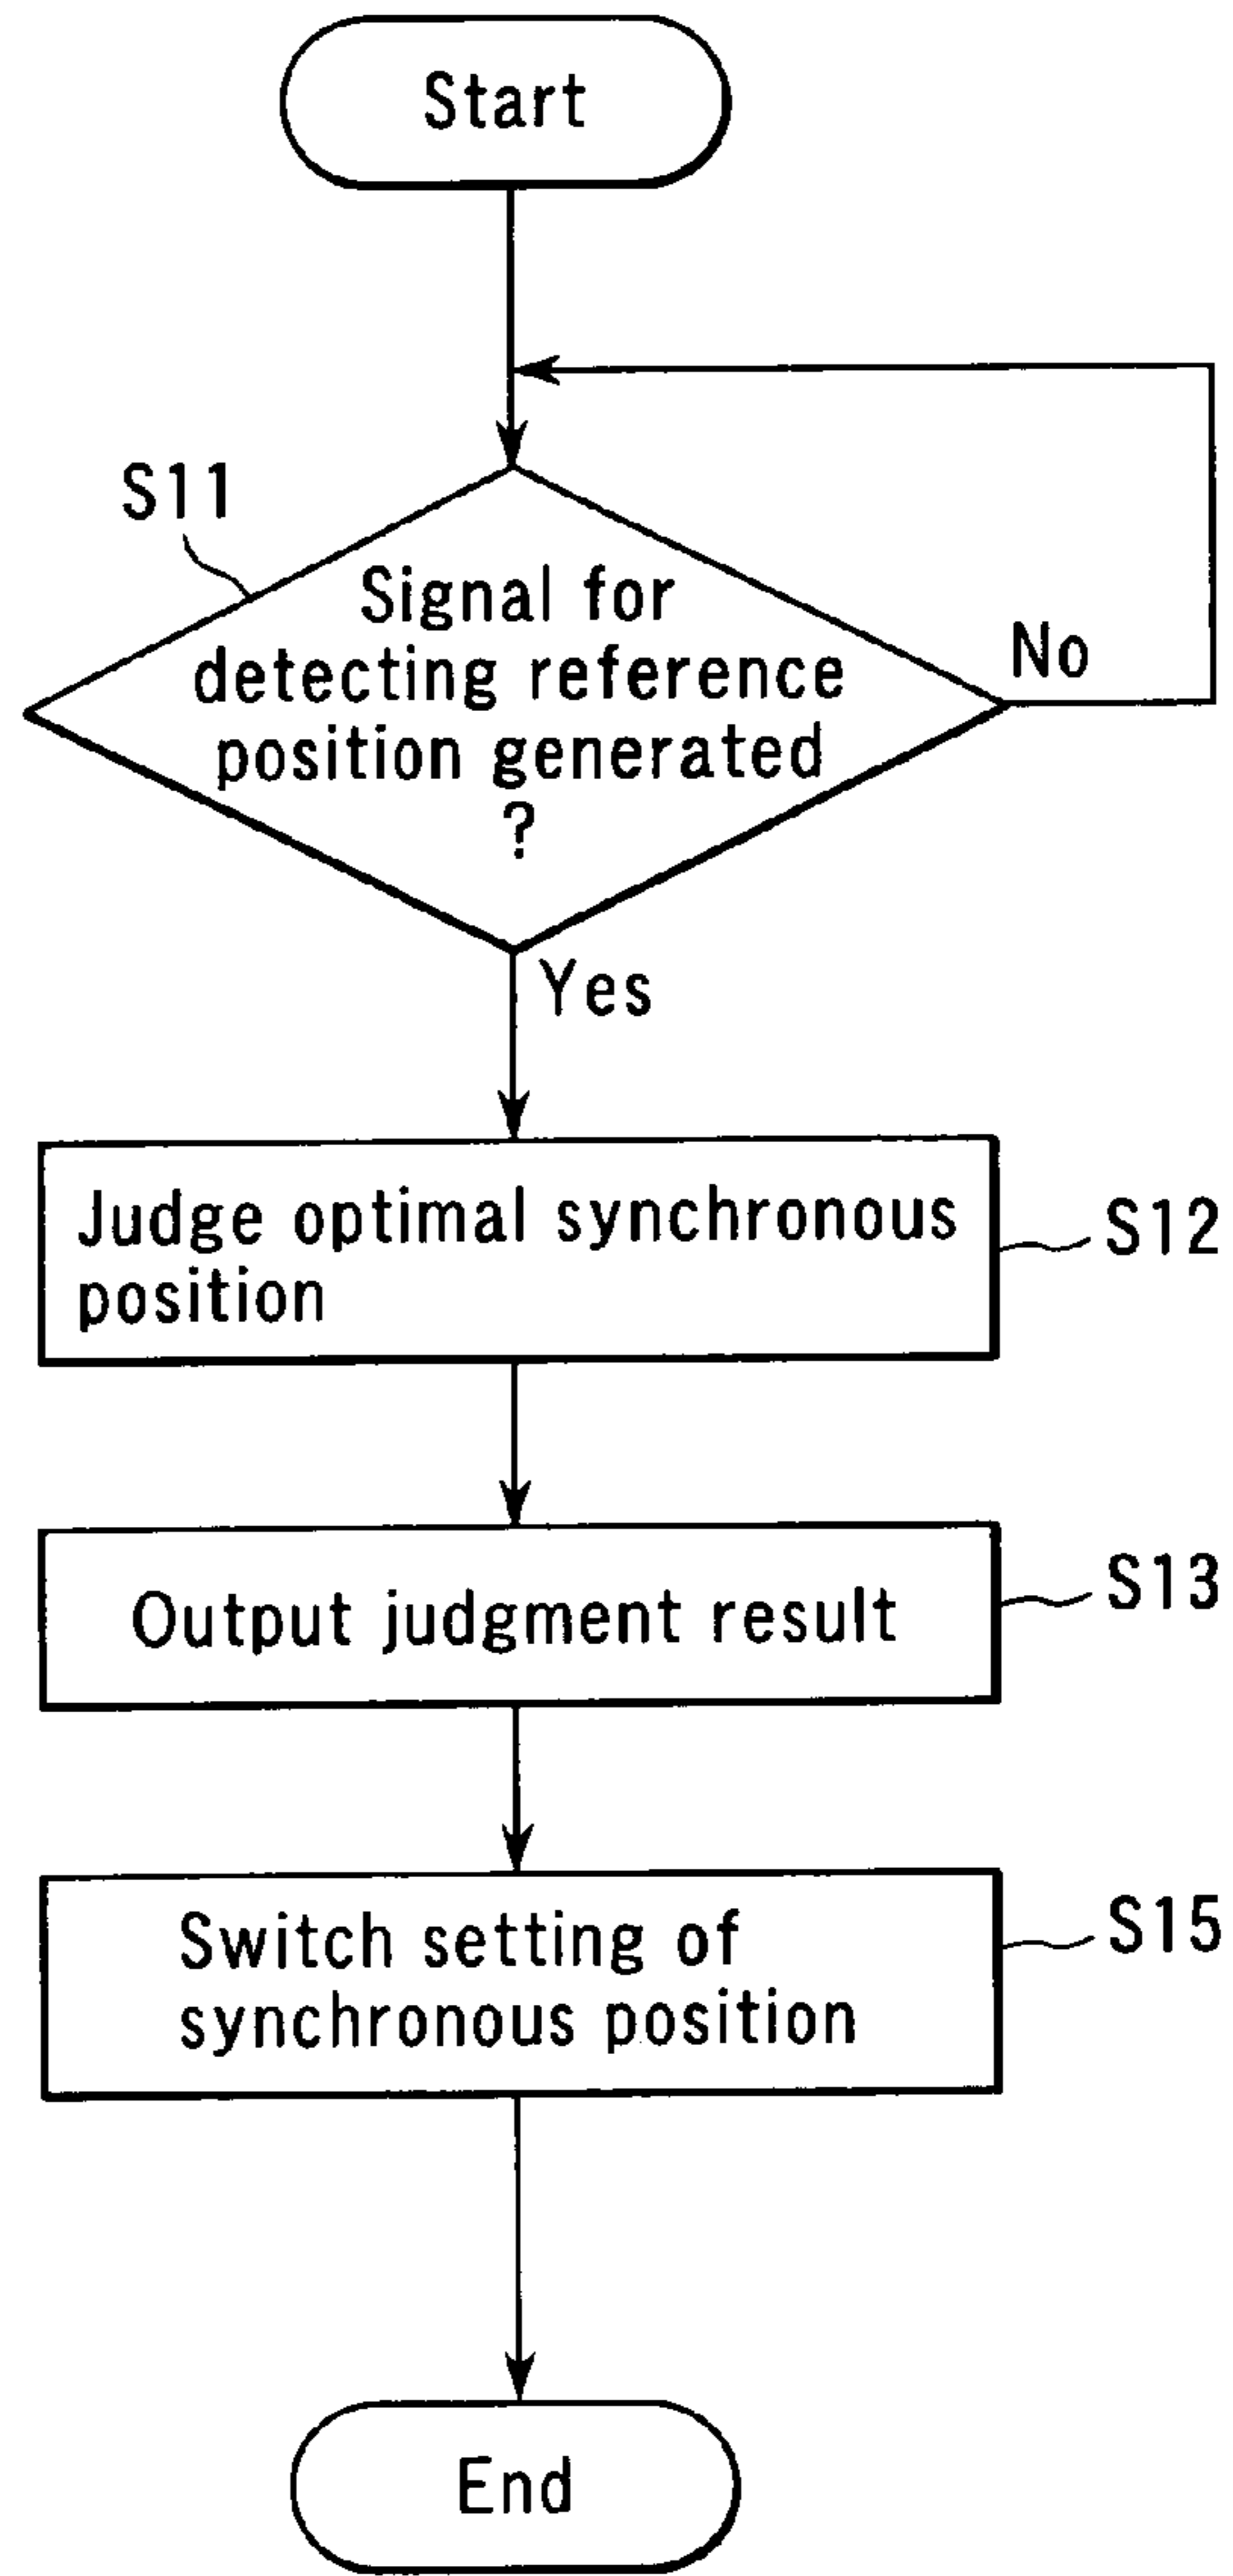 Start
S11
Signal for
detecting reference
position generated
?
No
Yes
Judge optimal synchronous
position
S12
Output judgment result
S13
Switch setting of
synchronous position
S15
End